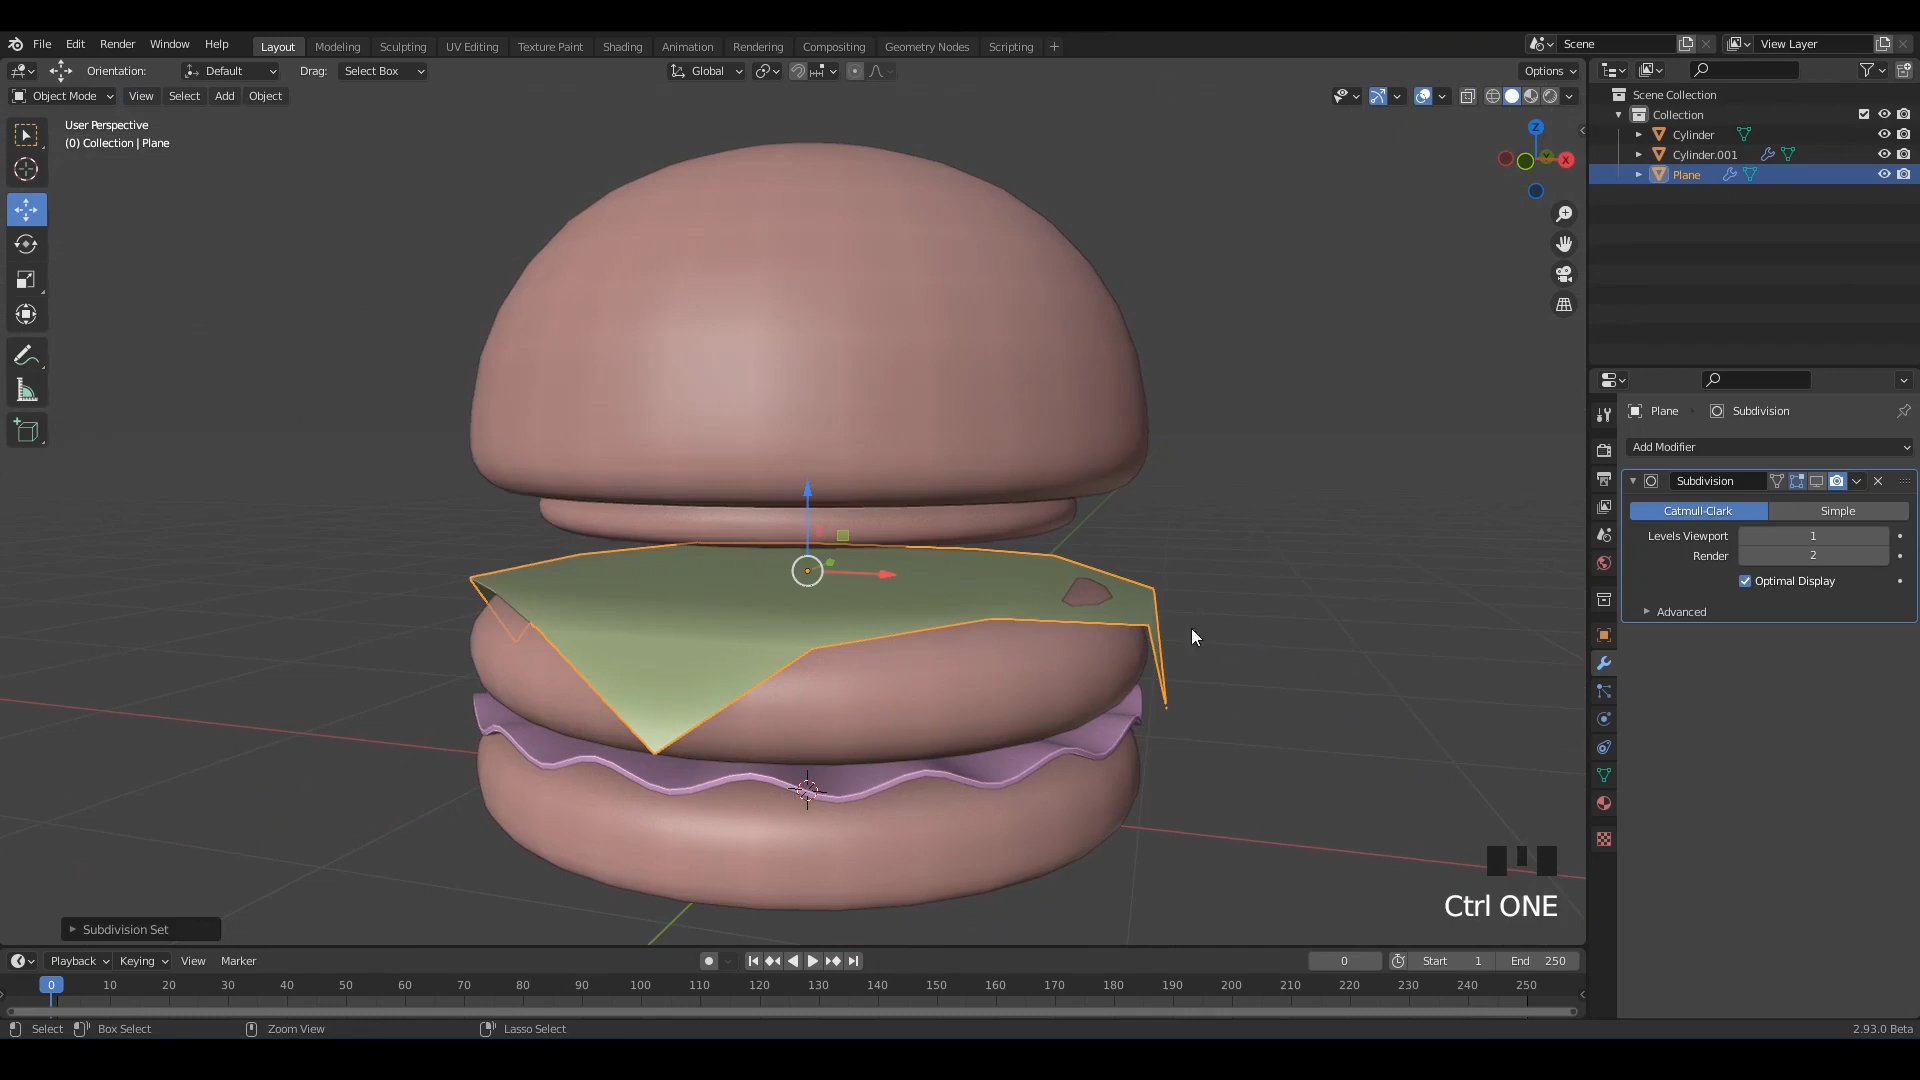 File Edit Render Window Help Layout Modeling Sculpting UV Editing Texture Paint Shading Animation Rendering Compositing Geometry Nodes Scripting + Scene View Layer
Orientation: Default Drag: Select Box Global Options
Object Mode View Select Add Object
User Perspective
(0) Collection | Plane
Z
Y
X
Scene Collection
Collection
Cylinder
Cylinder.001
Plane
Plane Subdivision
Add Modifier
Subdivision
Catmull-Clark Simple
Levels Viewport 1
Render 2
Optimal Display
Advanced
Ctrl ONE
Subdivision Set
Playback Keying View Marker 0 Start 1 End 250
0 10 20 30 40 50 60 70 80 90 100 110 120 130 140 150 160 170 180 190 200 210 220 230 240 250
Select Box Select Zoom View Lasso Select 2.93.0 Beta